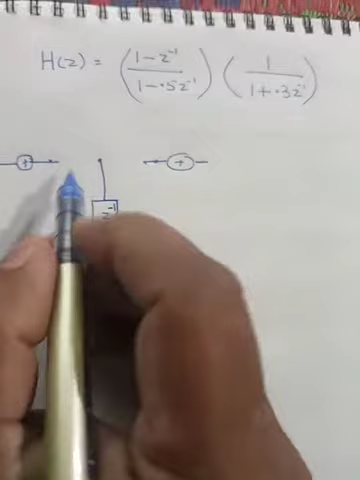 H(z) = ( (1 - z⁻¹) / (1 - .5z⁻¹) ) ( 1 / (1 + .3z⁻¹) )
+ +
z⁻¹